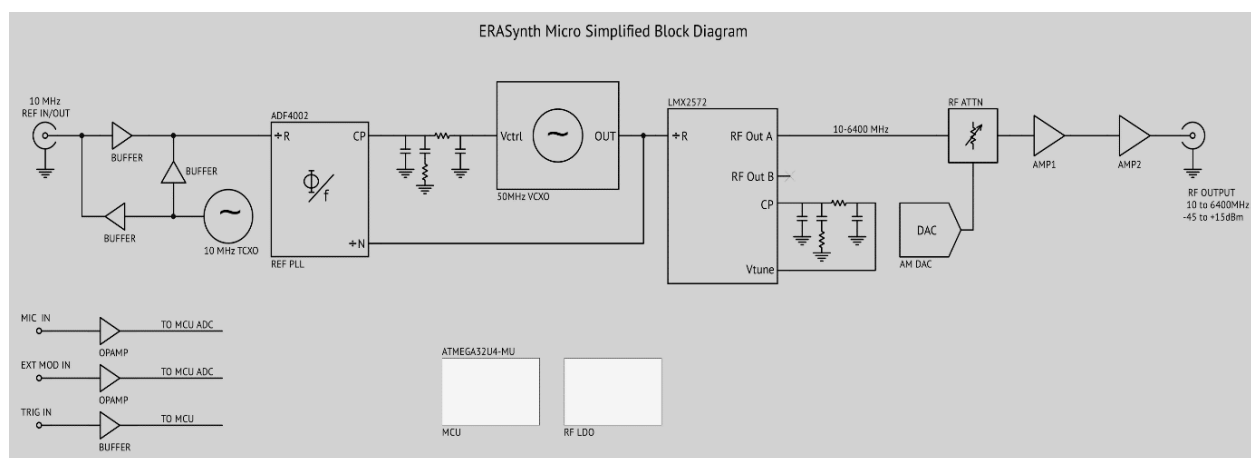 ERASynth Micro Simplified Block Diagram
10 MHz
REF IN/OUT
BUFFER
BUFFER
BUFFER
10 MHz TCXO
ADF4002
÷R
CP
Φ/f
÷N
REF PLL
Vctrl
~
OUT
50MHz VCXO
LMX2572
÷R
RF Out A
RF Out B
CP
Vtune
10-6400 MHz
RF ATTN
DAC
AM DAC
AMP1
AMP2
RF OUTPUT
10 to 6400MHz
-45 to +15dBm
MIC IN
TO MCU ADC
OPAMP
EXT MOD IN
TO MCU ADC
OPAMP
TRIG IN
TO MCU
BUFFER
ATMEGA32U4-MU
MCU
RF LDO